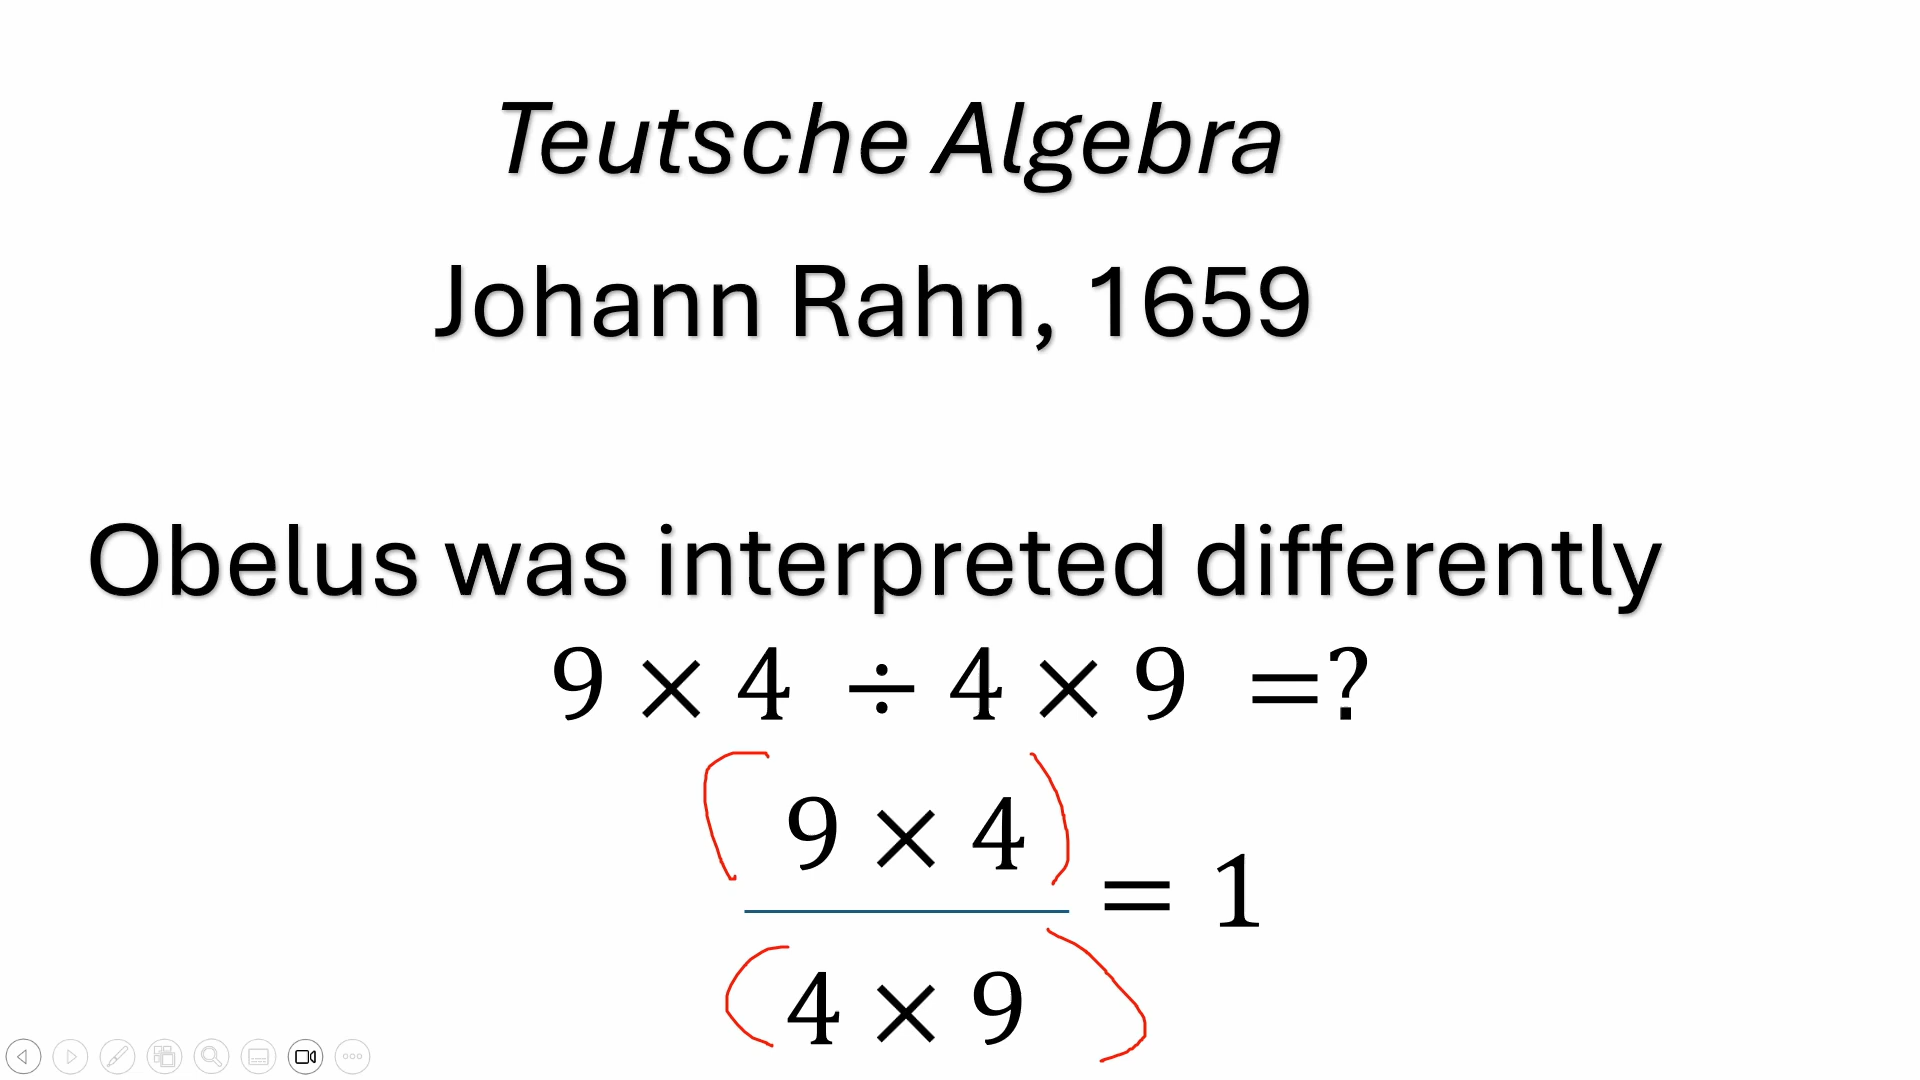 Teutsche Algebra
Johann Rahn, 1659
Obelus was interpreted differently
9 × 4 ÷ 4 × 9 =?
(9 × 4)
= 1
(4 × 9)